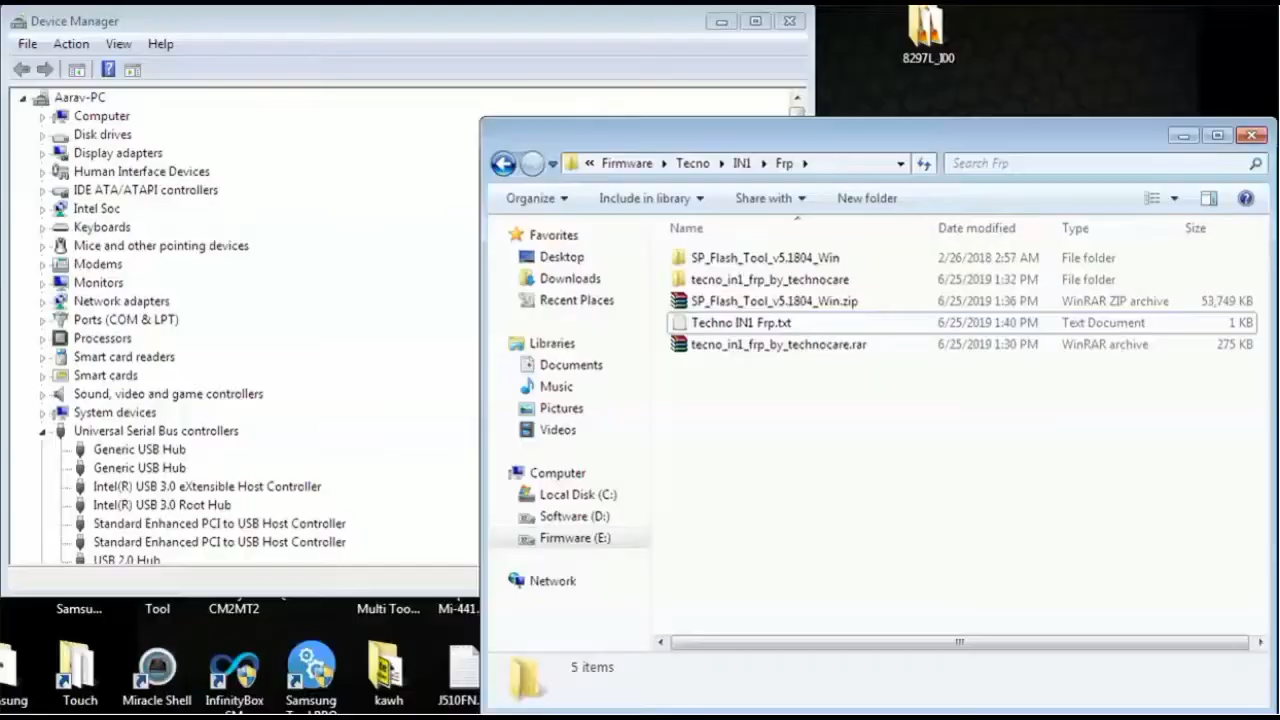 Device Manager
File Action View Help
Aarav-PC
Computer
Disk drives
Display adapters
Human Interface Devices
IDE ATA/ATAPI controllers
Intel Soc
Keyboards
Mice and other pointing devices
Modems
Monitors
Network adapters
Ports (COM & LPT)
Processors
Smart card readers
Smart cards
Sound, video and game controllers
System devices
Universal Serial Bus controllers
Generic USB Hub
Generic USB Hub
Intel(R) USB 3.0 eXtensible Host Controller
Intel(R) USB 3.0 Root Hub
Standard Enhanced PCI to USB Host Controller
Standard Enhanced PCI to USB Host Controller
USB 2.0 Hub
8297L_ID0
« Firmware Tecno IN1 Frp
Search Frp
Organize Include in library Share with New folder
Name Date modified Type Size
SP_Flash_Tool_v5.1804_Win 2/26/2018 2:57 AM File folder
tecno_in1_frp_by_technocare 6/25/2019 1:32 PM File folder
SP_Flash_Tool_v5.1804_Win.zip 6/25/2019 1:36 PM WinRAR ZIP archive 53,749 KB
Techno IN1 Frp.txt 6/25/2019 1:40 PM Text Document 1 KB
tecno_in1_frp_by_technocare.rar 6/25/2019 1:30 PM WinRAR archive 275 KB
Favorites
Desktop
Downloads
Recent Places
Libraries
Documents
Music
Pictures
Videos
Computer
Local Disk (C:)
Software (D:)
Firmware (E:)
Network
5 items
Samsu... Tool CM2MT2 Multi Too... Mi-441
sung Touch Miracle Shell InfinityBox Samsung kawh J510FN